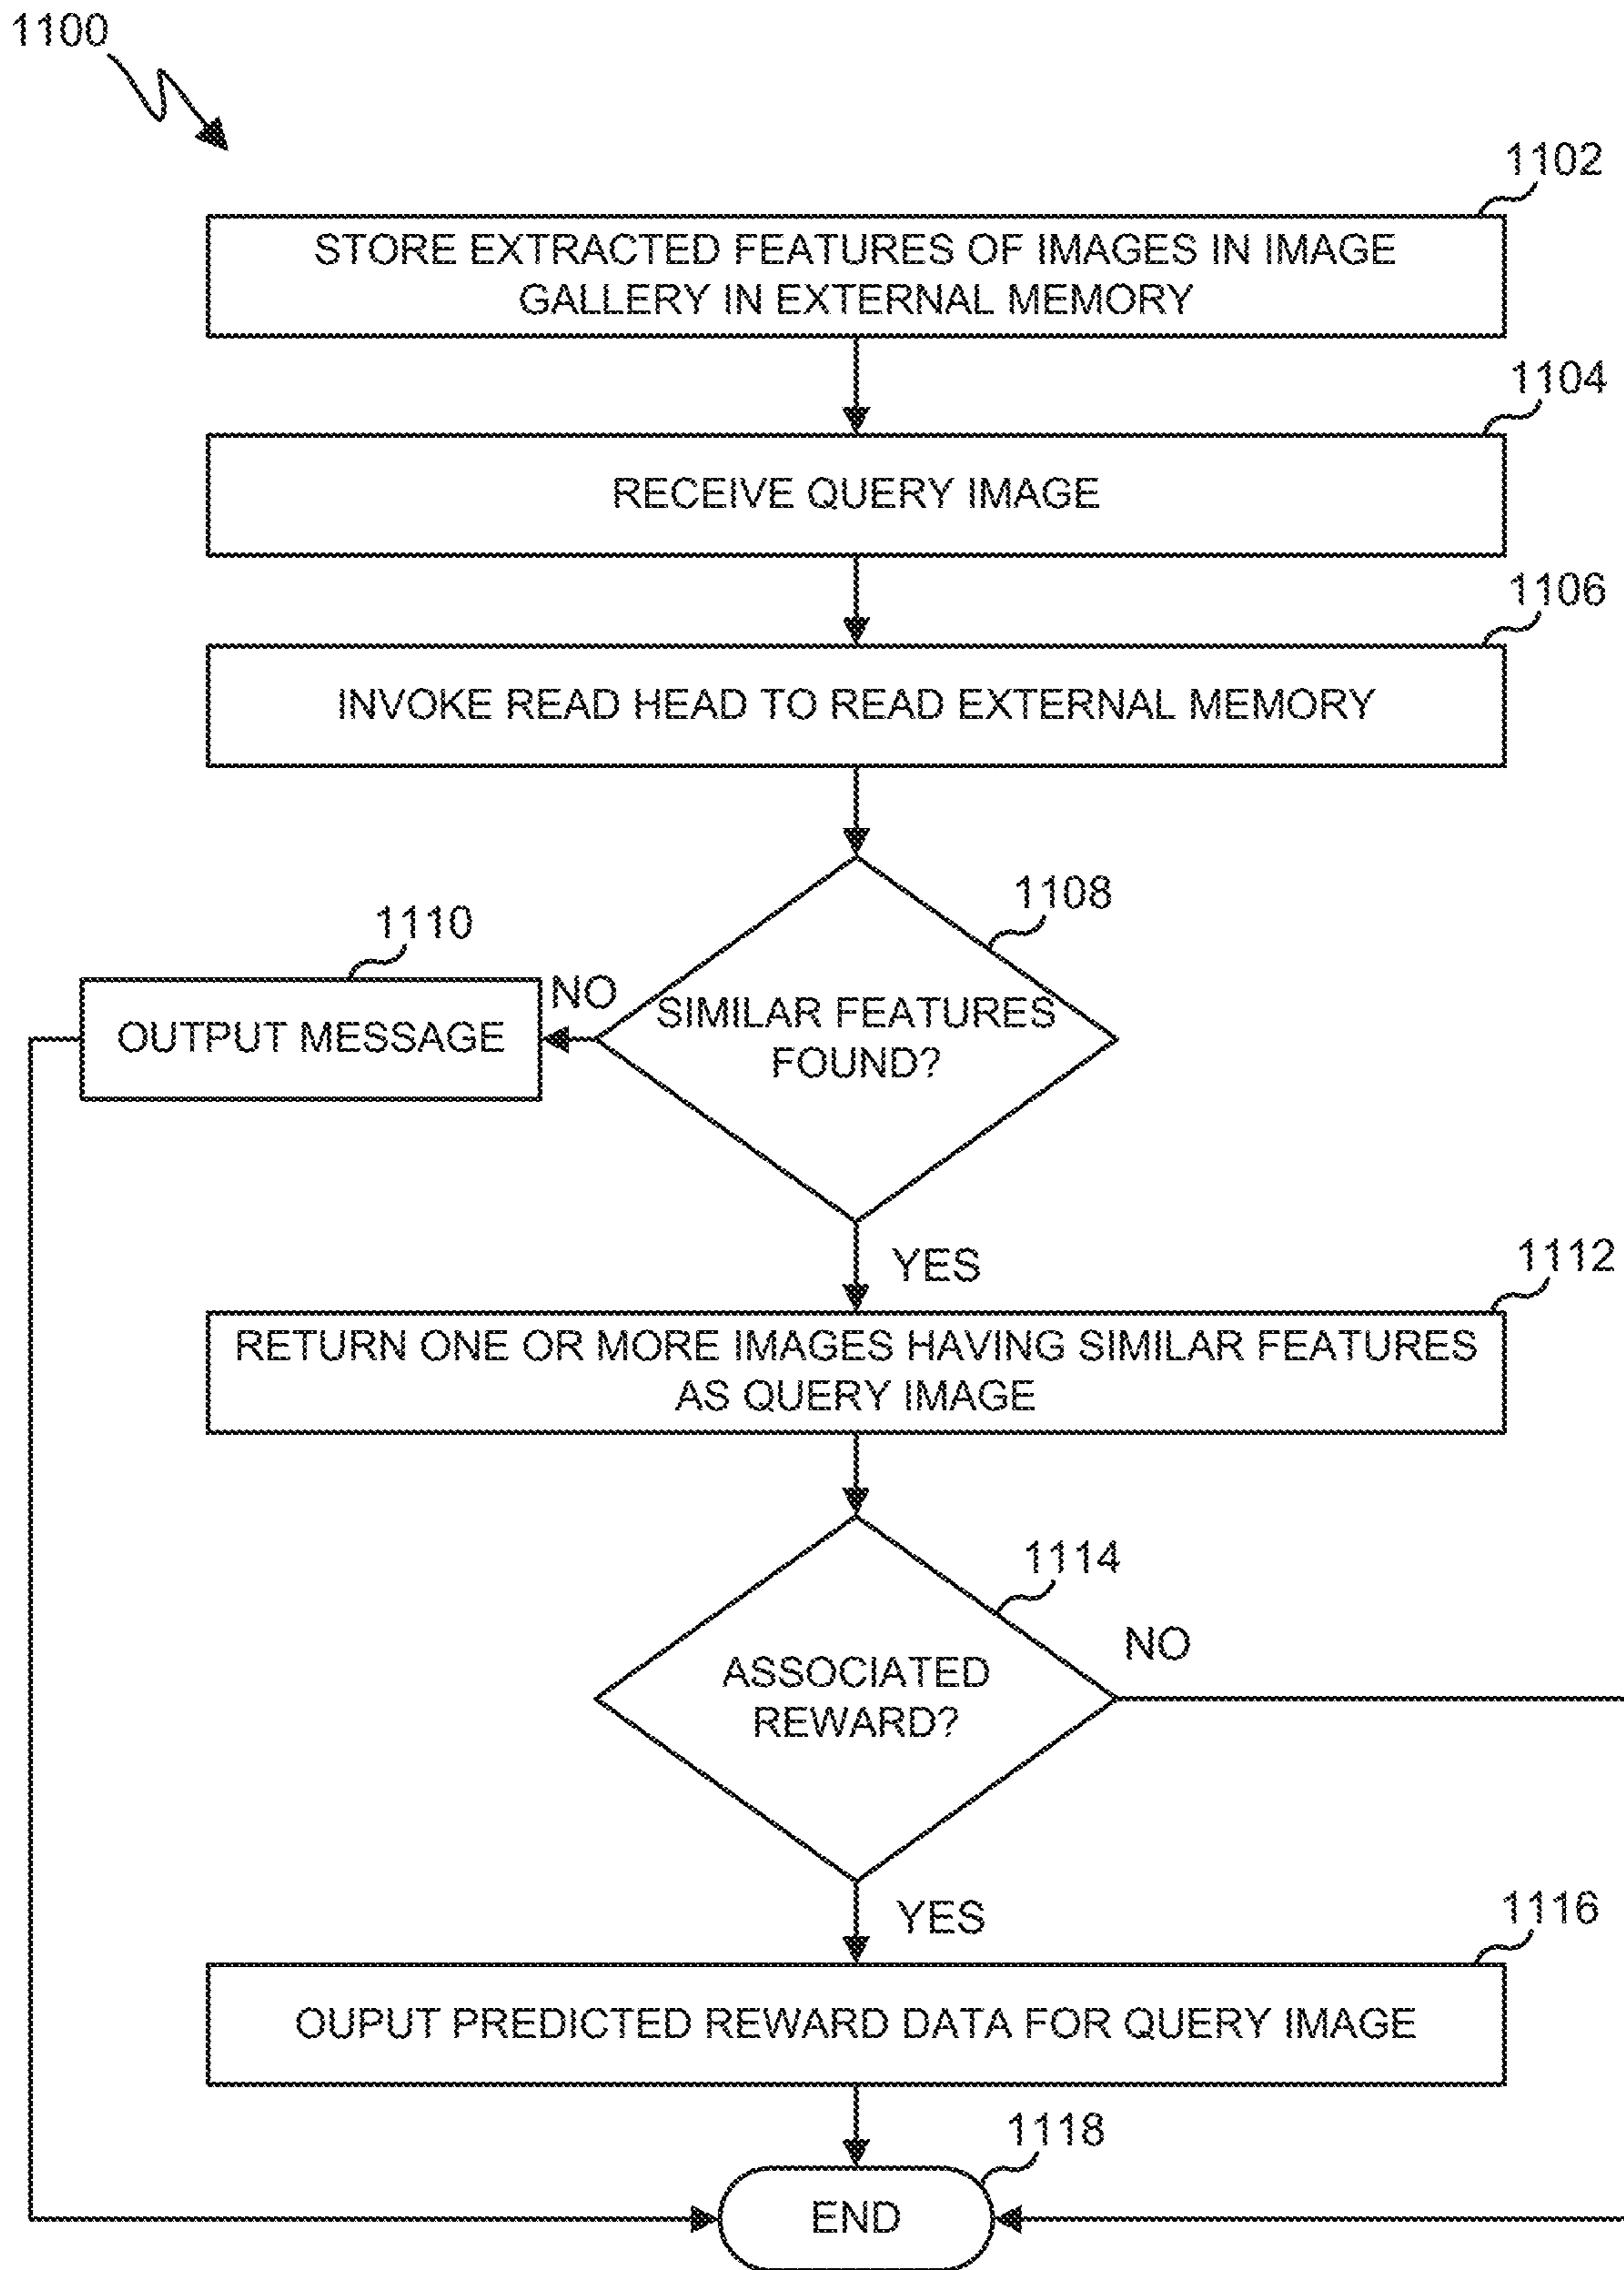 1100
1102
STORE EXTRACTED FEATURES OF IMAGES IN IMAGE
GALLERY IN EXTERNAL MEMORY
1104
RECEIVE QUERY IMAGE
1106
INVOKE READ HEAD TO READ EXTERNAL MEMORY
1108
SIMILAR FEATURES
FOUND?
NO
1110
OUTPUT MESSAGE
YES
1112
RETURN ONE OR MORE IMAGES HAVING SIMILAR FEATURES
AS QUERY IMAGE
1114
ASSOCIATED
REWARD?
NO
YES
1116
OUPUT PREDICTED REWARD DATA FOR QUERY IMAGE
1118
END